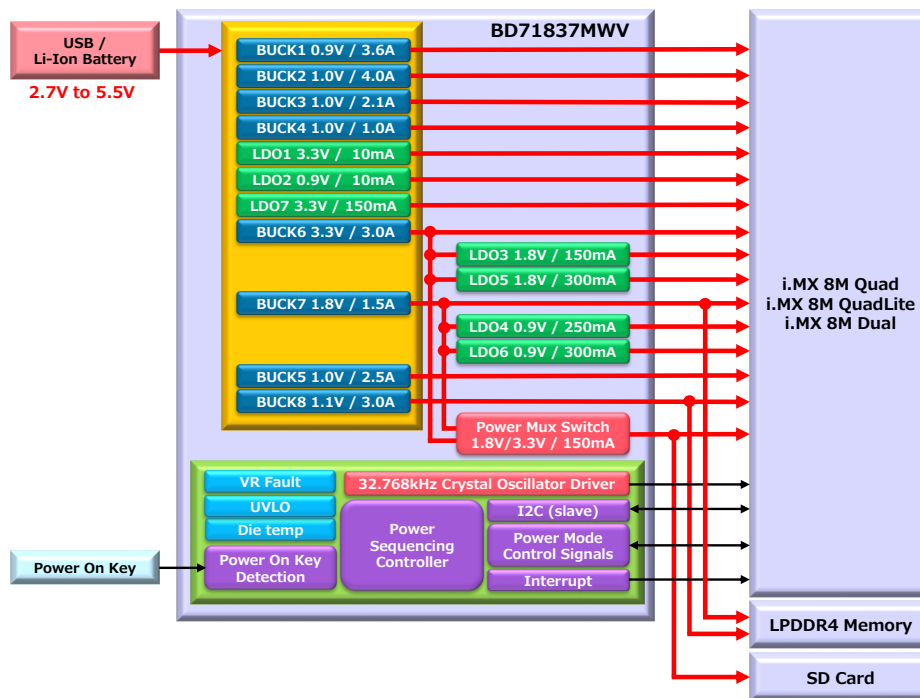 BD71837MWV
USB /
Li-Ion Battery
2.7V to 5.5V
BUCK1 0.9V / 3.6A
BUCK2 1.0V / 4.0A
BUCK3 1.0V / 2.1A
BUCK4 1.0V / 1.0A
LDO1 3.3V / 10mA
LDO2 0.9V / 10mA
LDO7 3.3V / 150mA
BUCK6 3.3V / 3.0A
LDO3 1.8V / 150mA
LDO5 1.8V / 300mA
BUCK7 1.8V / 1.5A
LDO4 0.9V / 250mA
LDO6 0.9V / 300mA
BUCK5 1.0V / 2.5A
BUCK8 1.1V / 3.0A
Power Mux Switch
1.8V/3.3V / 150mA
i.MX 8M Quad
i.MX 8M QuadLite
i.MX 8M Dual
VR Fault
UVLO
Die temp
Power On Key
Detection
32.768kHz Crystal Oscillator Driver
Power
Sequencing
Controller
I2C (slave)
Power Mode
Control Signals
Interrupt
Power On Key
LPDDR4 Memory
SD Card